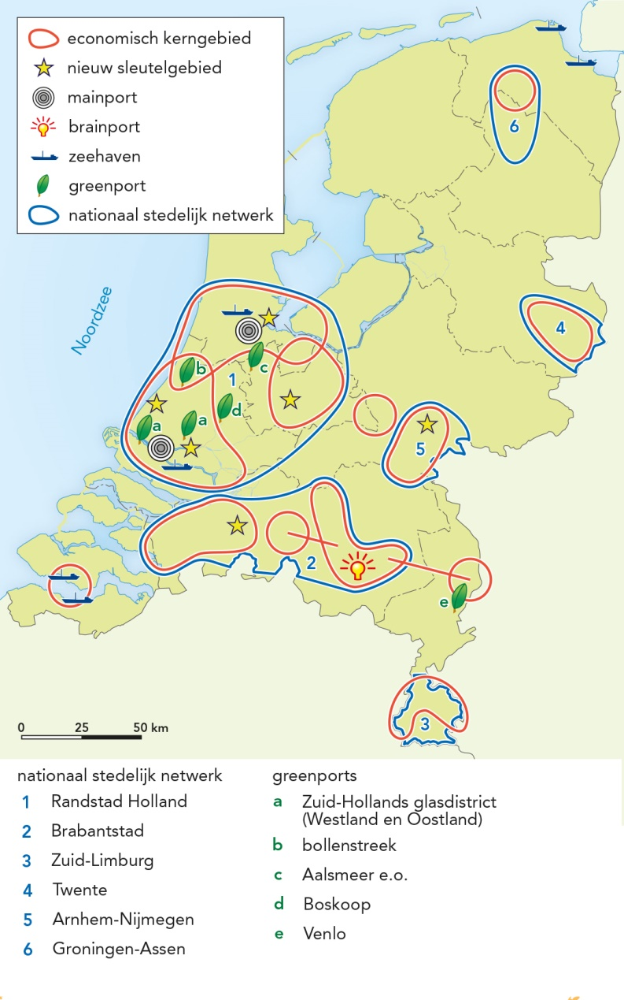 economisch kerngebied
nieuw sleutelgebied
mainport
brainport
zeehaven
greenport
nationaal stedelijk netwerk
Noordzee
6
4
b
c
1
d
a
a
5
2
e
3
0 25 50 km
nationaal stedelijk netwerk
1 Randstad Holland
2 Brabantstad
3 Zuid-Limburg
4 Twente
5 Arnhem-Nijmegen
6 Groningen-Assen
greenports
a Zuid-Hollands glasdistrict
(Westland en Oostland)
b bollenstreek
c Aalsmeer e.o.
d Boskoop
e Venlo